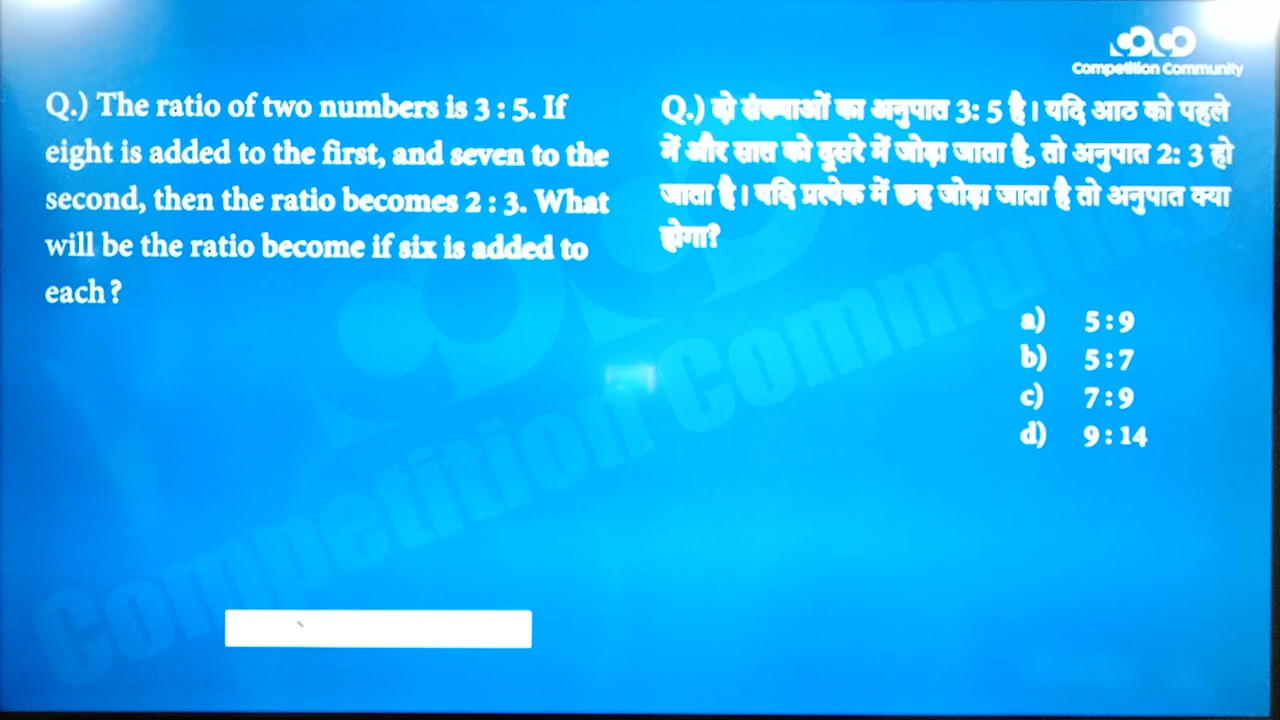 Competition Community
Q.) The ratio of two numbers is 3 : 5. If
eight is added to the first, and seven to the
second, then the ratio becomes 2 : 3. What
will be the ratio become if six is added to
each?
Q.) दो संख्याओं का अनुपात 3: 5 है। यदि आठ को पहले
में और सात को दूसरे में जोड़ा जाता है, तो अनुपात 2: 3 हो
जाता है। यदि प्रत्येक में छह जोड़ा जाता है तो अनुपात क्या
होगा?
a) 5 : 9
b) 5 : 7
c) 7 : 9
d) 9 : 14
Competition Community